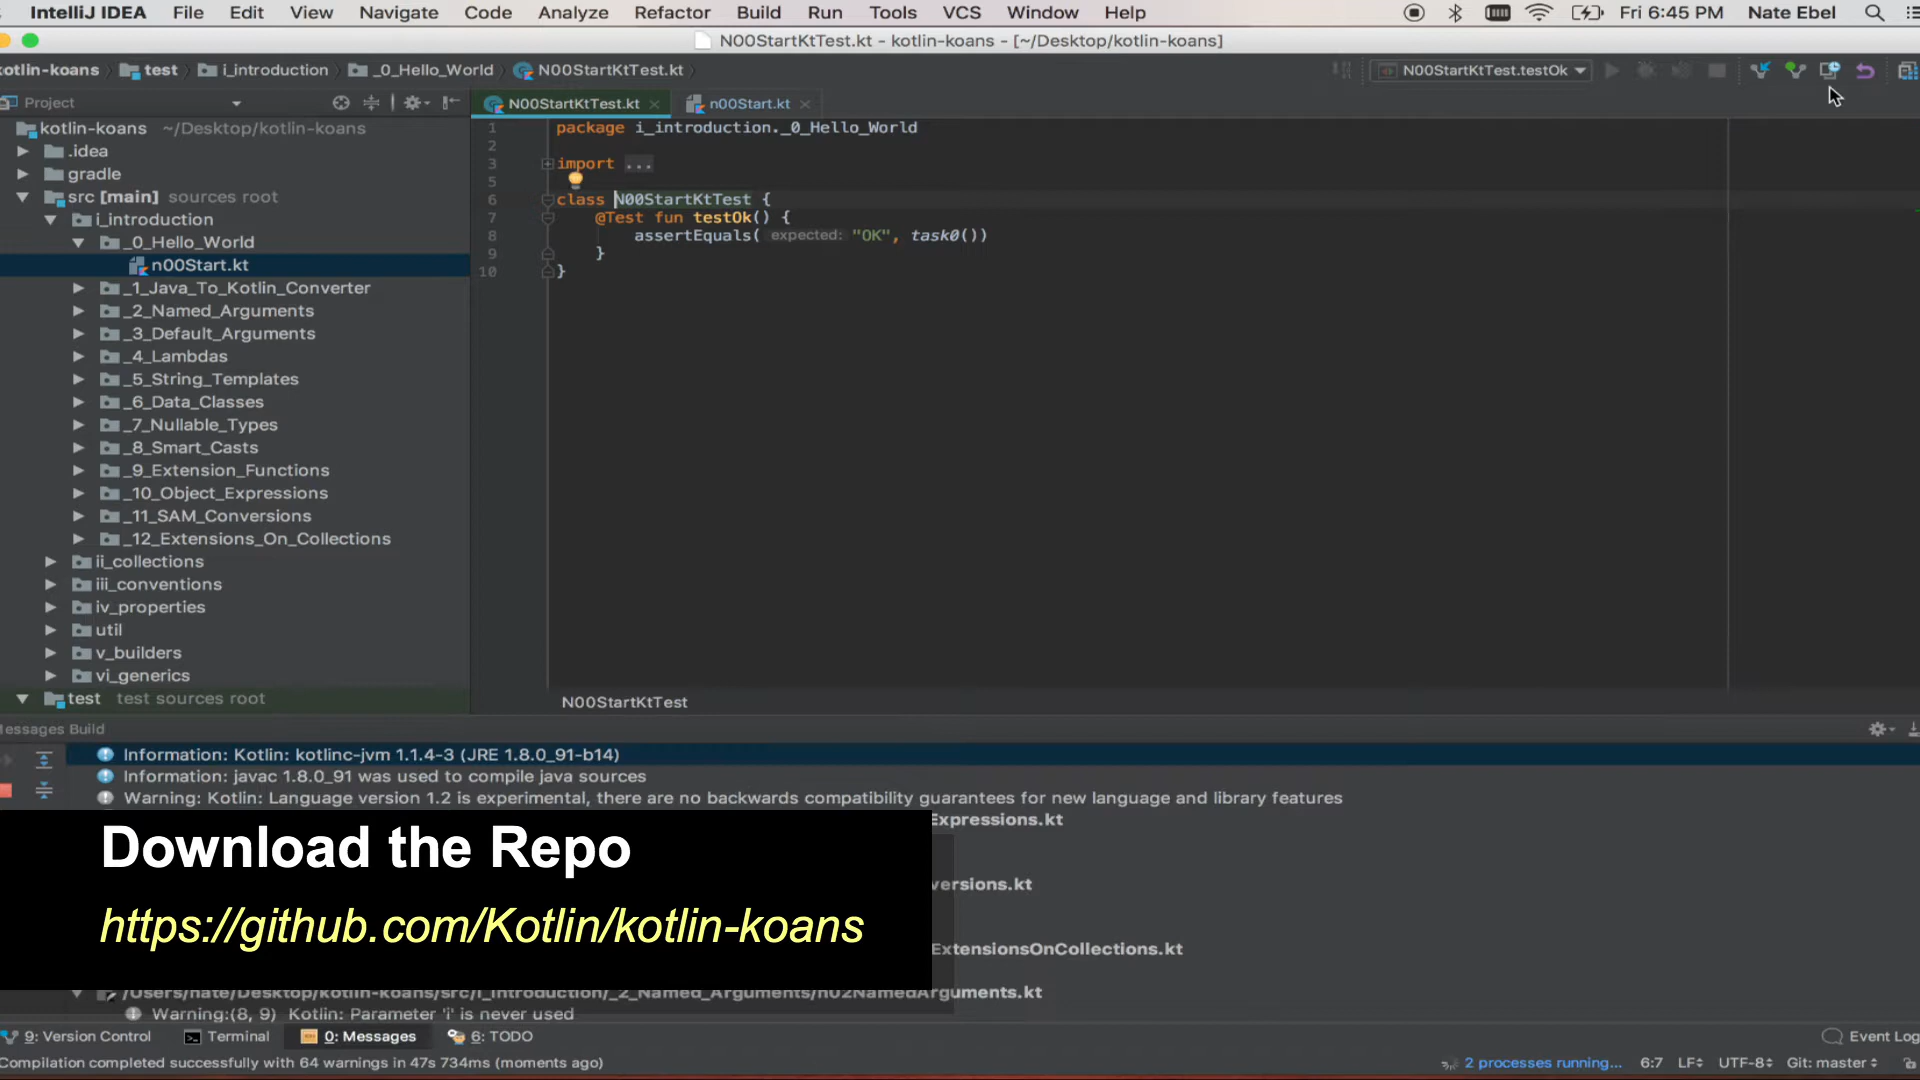 IntelliJ IDEA File Edit View Navigate Code Analyze Refactor Build Run Tools VCS Window Help Fri 6:45 PM Nate Ebel
N00StartKtTest.kt - kotlin-koans - [~/Desktop/kotlin-koans]
kotlin-koans test i_introduction _0_Hello_World N00StartKtTest.kt N00StartKtTest.testOk
Project
N00StartKtTest.kt n00Start.kt
kotlin-koans ~/Desktop/kotlin-koans
.idea
gradle
src [main] sources root
i_introduction
_0_Hello_World
n00Start.kt
_1_Java_To_Kotlin_Converter
_2_Named_Arguments
_3_Default_Arguments
_4_Lambdas
_5_String_Templates
_6_Data_Classes
_7_Nullable_Types
_8_Smart_Casts
_9_Extension_Functions
_10_Object_Expressions
_11_SAM_Conversions
_12_Extensions_On_Collections
ii_collections
iii_conventions
iv_properties
util
v_builders
vi_generics
test test sources root
1 package i_introduction._0_Hello_World
2
3 import ...
5
6 class N00StartKtTest {
7 @Test fun testOk() {
8 assertEquals( expected: "OK", task0())
9 }
10 }
N00StartKtTest
Messages Build
Information: Kotlin: kotlinc-jvm 1.1.4-3 (JRE 1.8.0_91-b14)
Information: javac 1.8.0_91 was used to compile java sources
Warning: Kotlin: Language version 1.2 is experimental, there are no backwards compatibility guarantees for new language and library features
Expressions.kt
Download the Repo
versions.kt
https://github.com/Kotlin/kotlin-koans
ExtensionsOnCollections.kt
/Users/nate/Desktop/kotlin-koans/src/i_introduction/_2_Named_Arguments/n02NamedArguments.kt
Warning:(8, 9) Kotlin: Parameter 'i' is never used
9: Version Control Terminal 0: Messages 6: TODO Event Log
Compilation completed successfully with 64 warnings in 47s 734ms (moments ago) 2 processes running... 6:7 LF UTF-8 Git: master